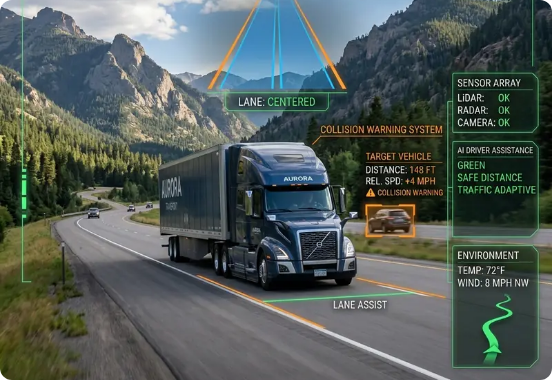 LANE: CENTERED
SENSOR ARRAY
LiDAR: OK
RADAR: OK
CAMERA: OK
COLLISION WARNING SYSTEM
AI DRIVER ASSISTANCE
GREEN
SAFE DISTANCE
TRAFFIC ADAPTIVE
TARGET VEHICLE
DISTANCE: 148 FT
REL. SPD: +4 MPH
COLLISION WARNING
AURORA
AURORA
LANE ASSIST
ENVIRONMENT
TEMP: 72°F
WIND: 8 MPH NW